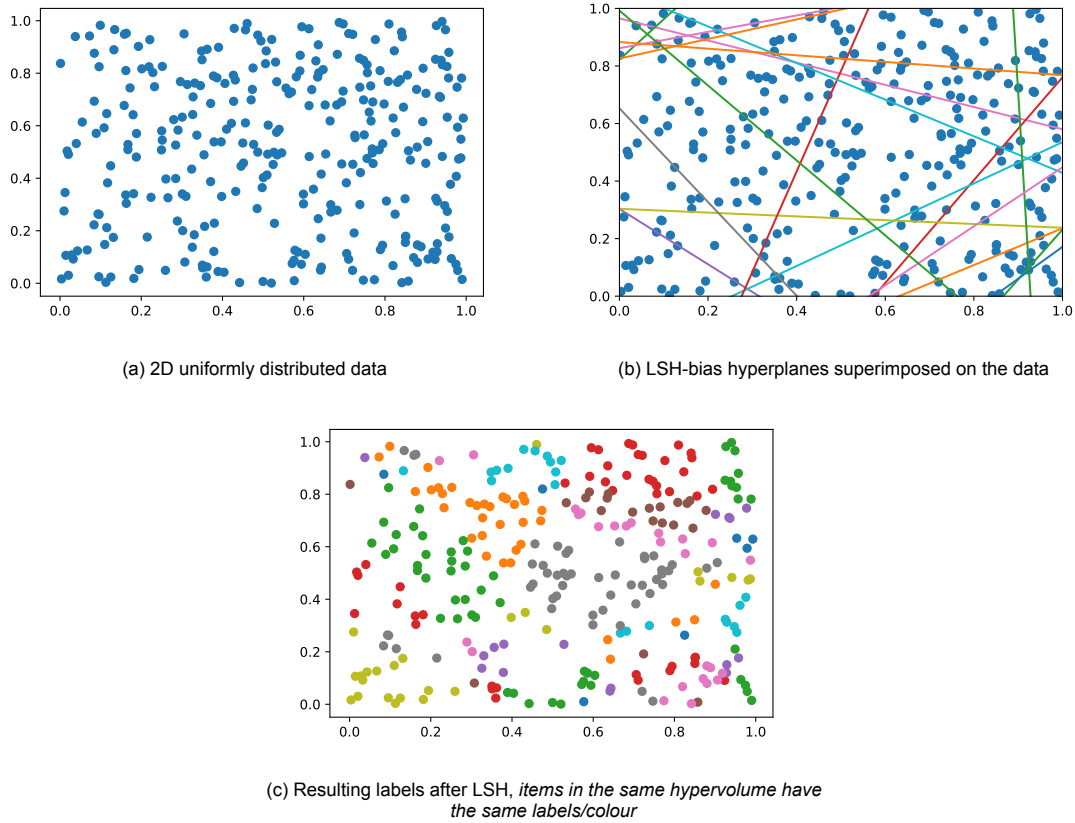 1.0
0.8
0.6
0.4
0.2
0.0
0.0 0.2 0.4 0.6 0.8 1.0
(a) 2D uniformly distributed data
1.0
0.8
0.6
0.4
0.2
0.0
0.0 0.2 0.4 0.6 0.8 1.0
(b) LSH-bias hyperplanes superimposed on the data
1.0
0.8
0.6
0.4
0.2
0.0
0.0 0.2 0.4 0.6 0.8 1.0
(c) Resulting labels after LSH, items in the same hypervolume have
the same labels/colour